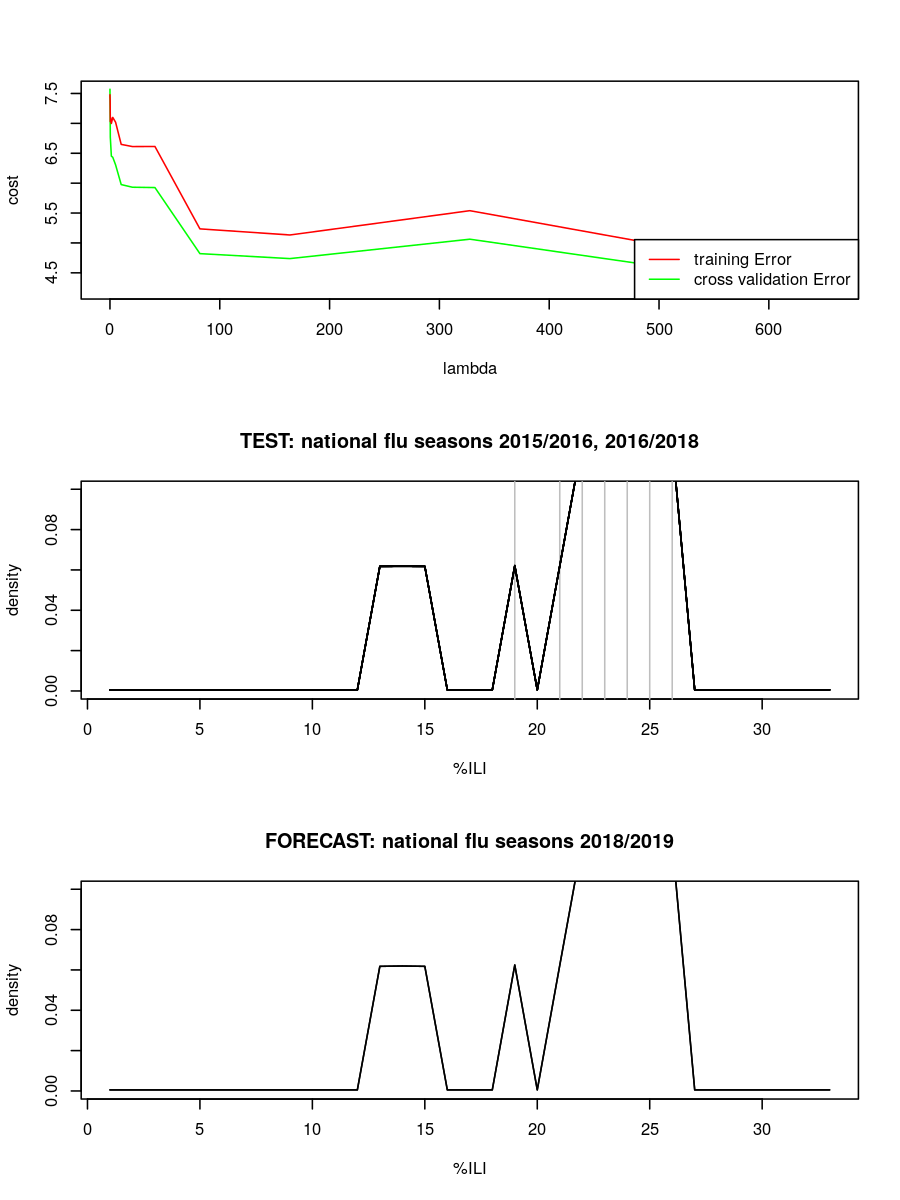 7.5
6.5
5.5
4.5
cost
training Error
cross validation Error
0 100 200 300 400 500 600
lambda
TEST: national flu seasons 2015/2016, 2016/2018
0.08
0.04
0.00
density
0 5 10 15 20 25 30
%ILI
FORECAST: national flu seasons 2018/2019
0.08
0.04
0.00
density
0 5 10 15 20 25 30
%ILI